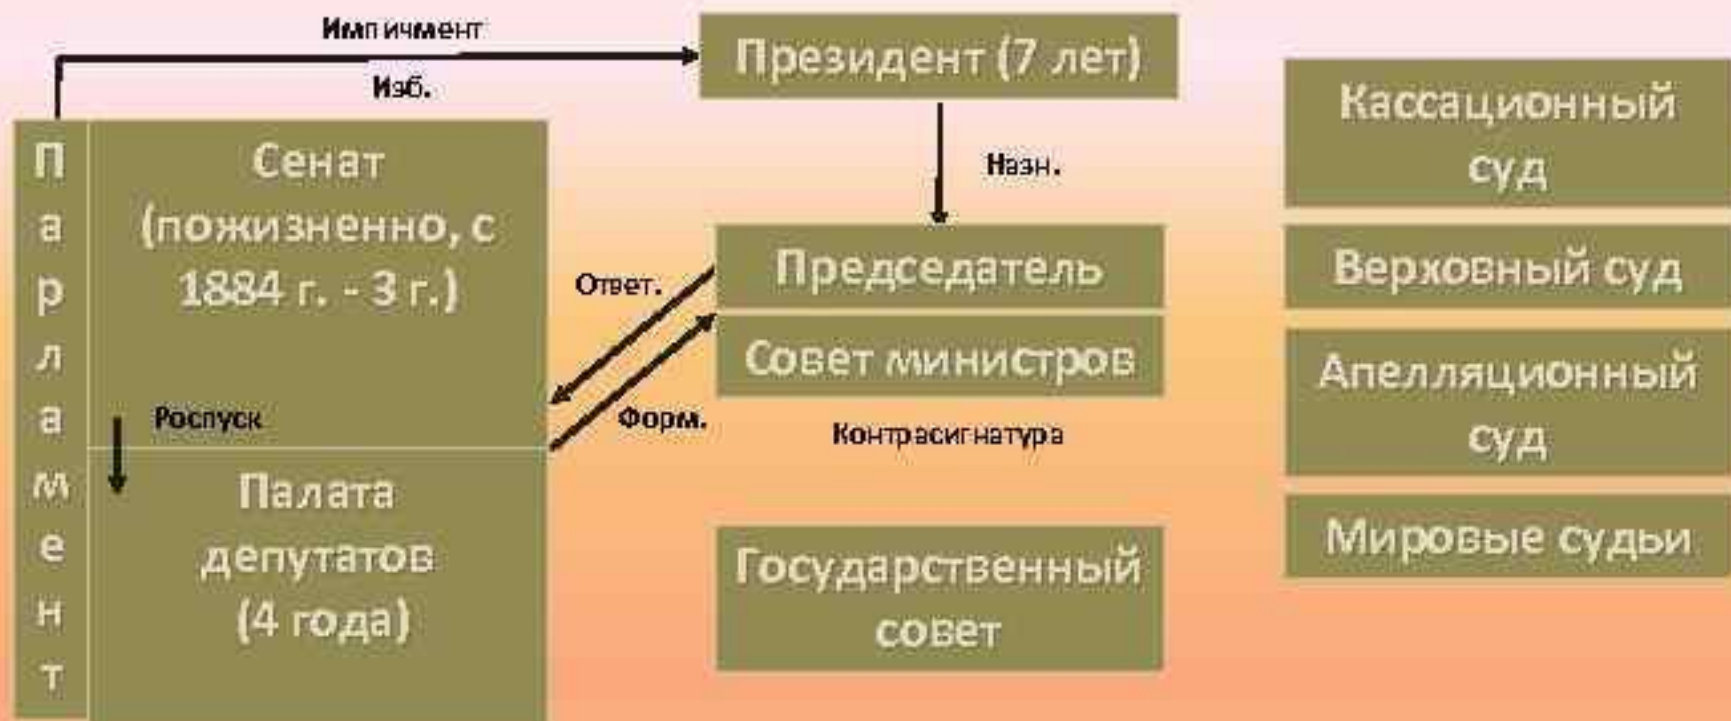 Импичмент
Изб.
Президент (7 лет)
Назн.
Парламент
Сенат
(пожизненно, с
1884 г. - 3 г.)
Роспуск
Палата
депутатов
(4 года)
Ответ.
Форм.
Председатель
Совет министров
Контрасигнатура
Государственный
совет
Кассационный
суд
Верховный суд
Апелляционный
суд
Мировые судьи